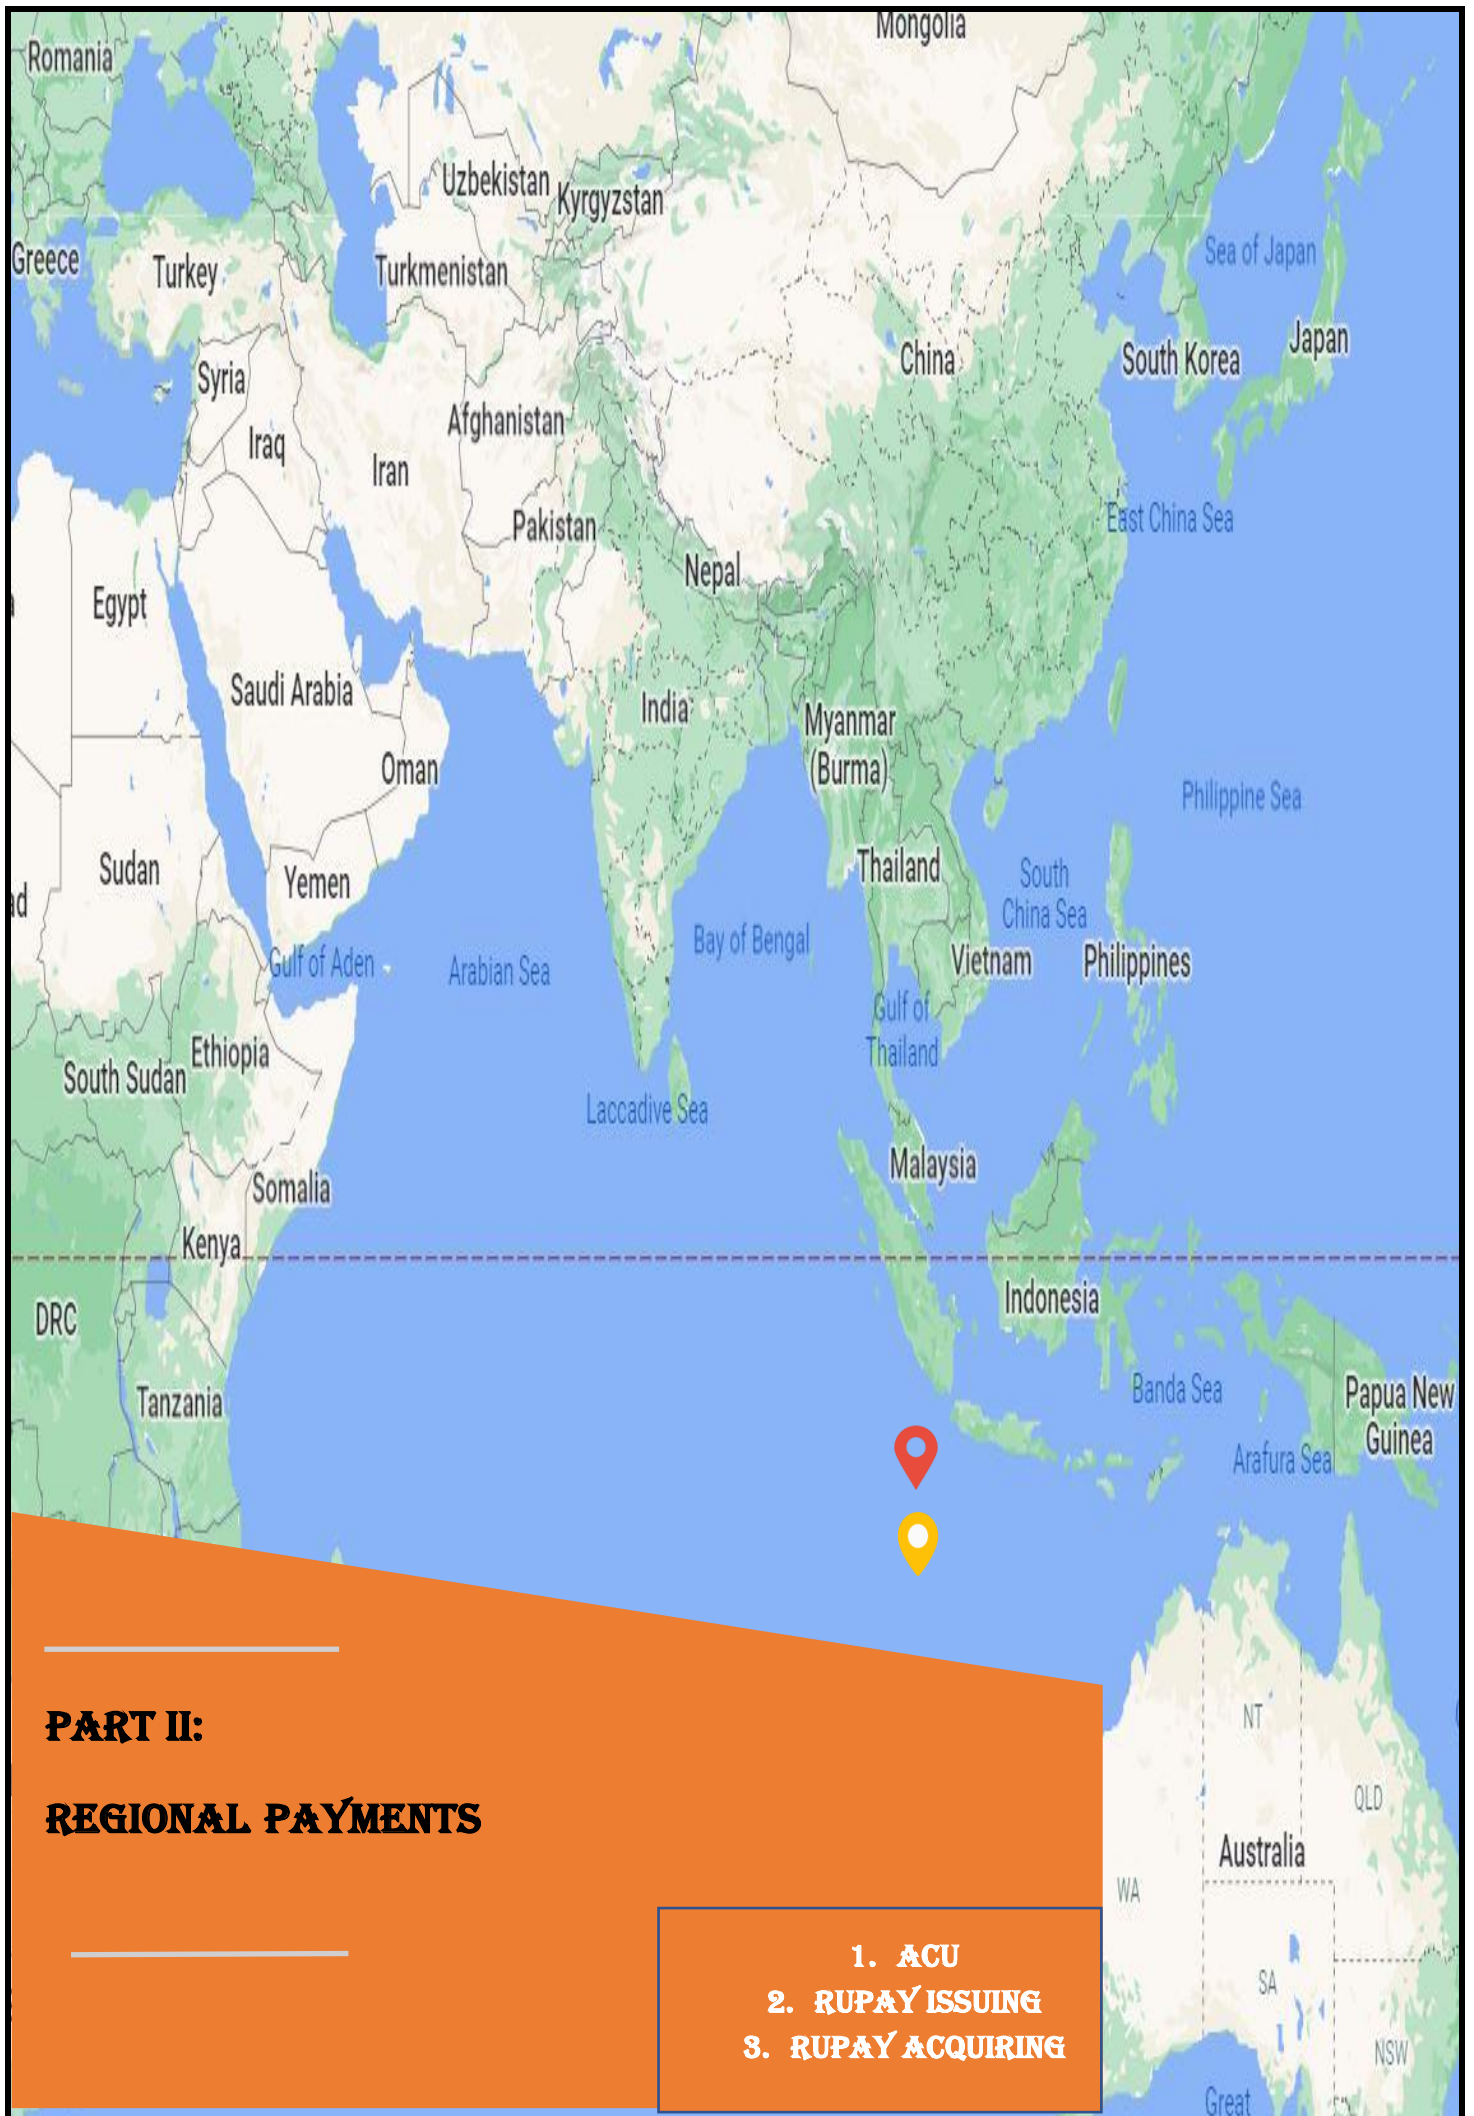 Mongolia
Romania
Uzbekistan
Kyrgyzstan
Greece
Turkey
Turkmenistan
Sea of Japan
Japan
China
South Korea
Syria
Afghanistan
Iraq
Iran
Pakistan
East China Sea
Nepal
Egypt
Saudi Arabia
India
Myanmar
(Burma)
Oman
Philippine Sea
Sudan
Yemen
Thailand
South
China Sea
ad
Gulf of Aden
Arabian Sea
Bay of Bengal
Vietnam
Philippines
Gulf of
Thailand
Ethiopia
South Sudan
Laccadive Sea
Malaysia
Somalia
Kenya
DRC
Indonesia
Tanzania
Banda Sea
Papua New
Guinea
Arafura Sea
NT
QLD
Australia
WA
SA
NSW
Great
PART II:
REGIONAL PAYMENTS
1. ACU
2. RUPAY ISSUING
3. RUPAY ACQUIRING